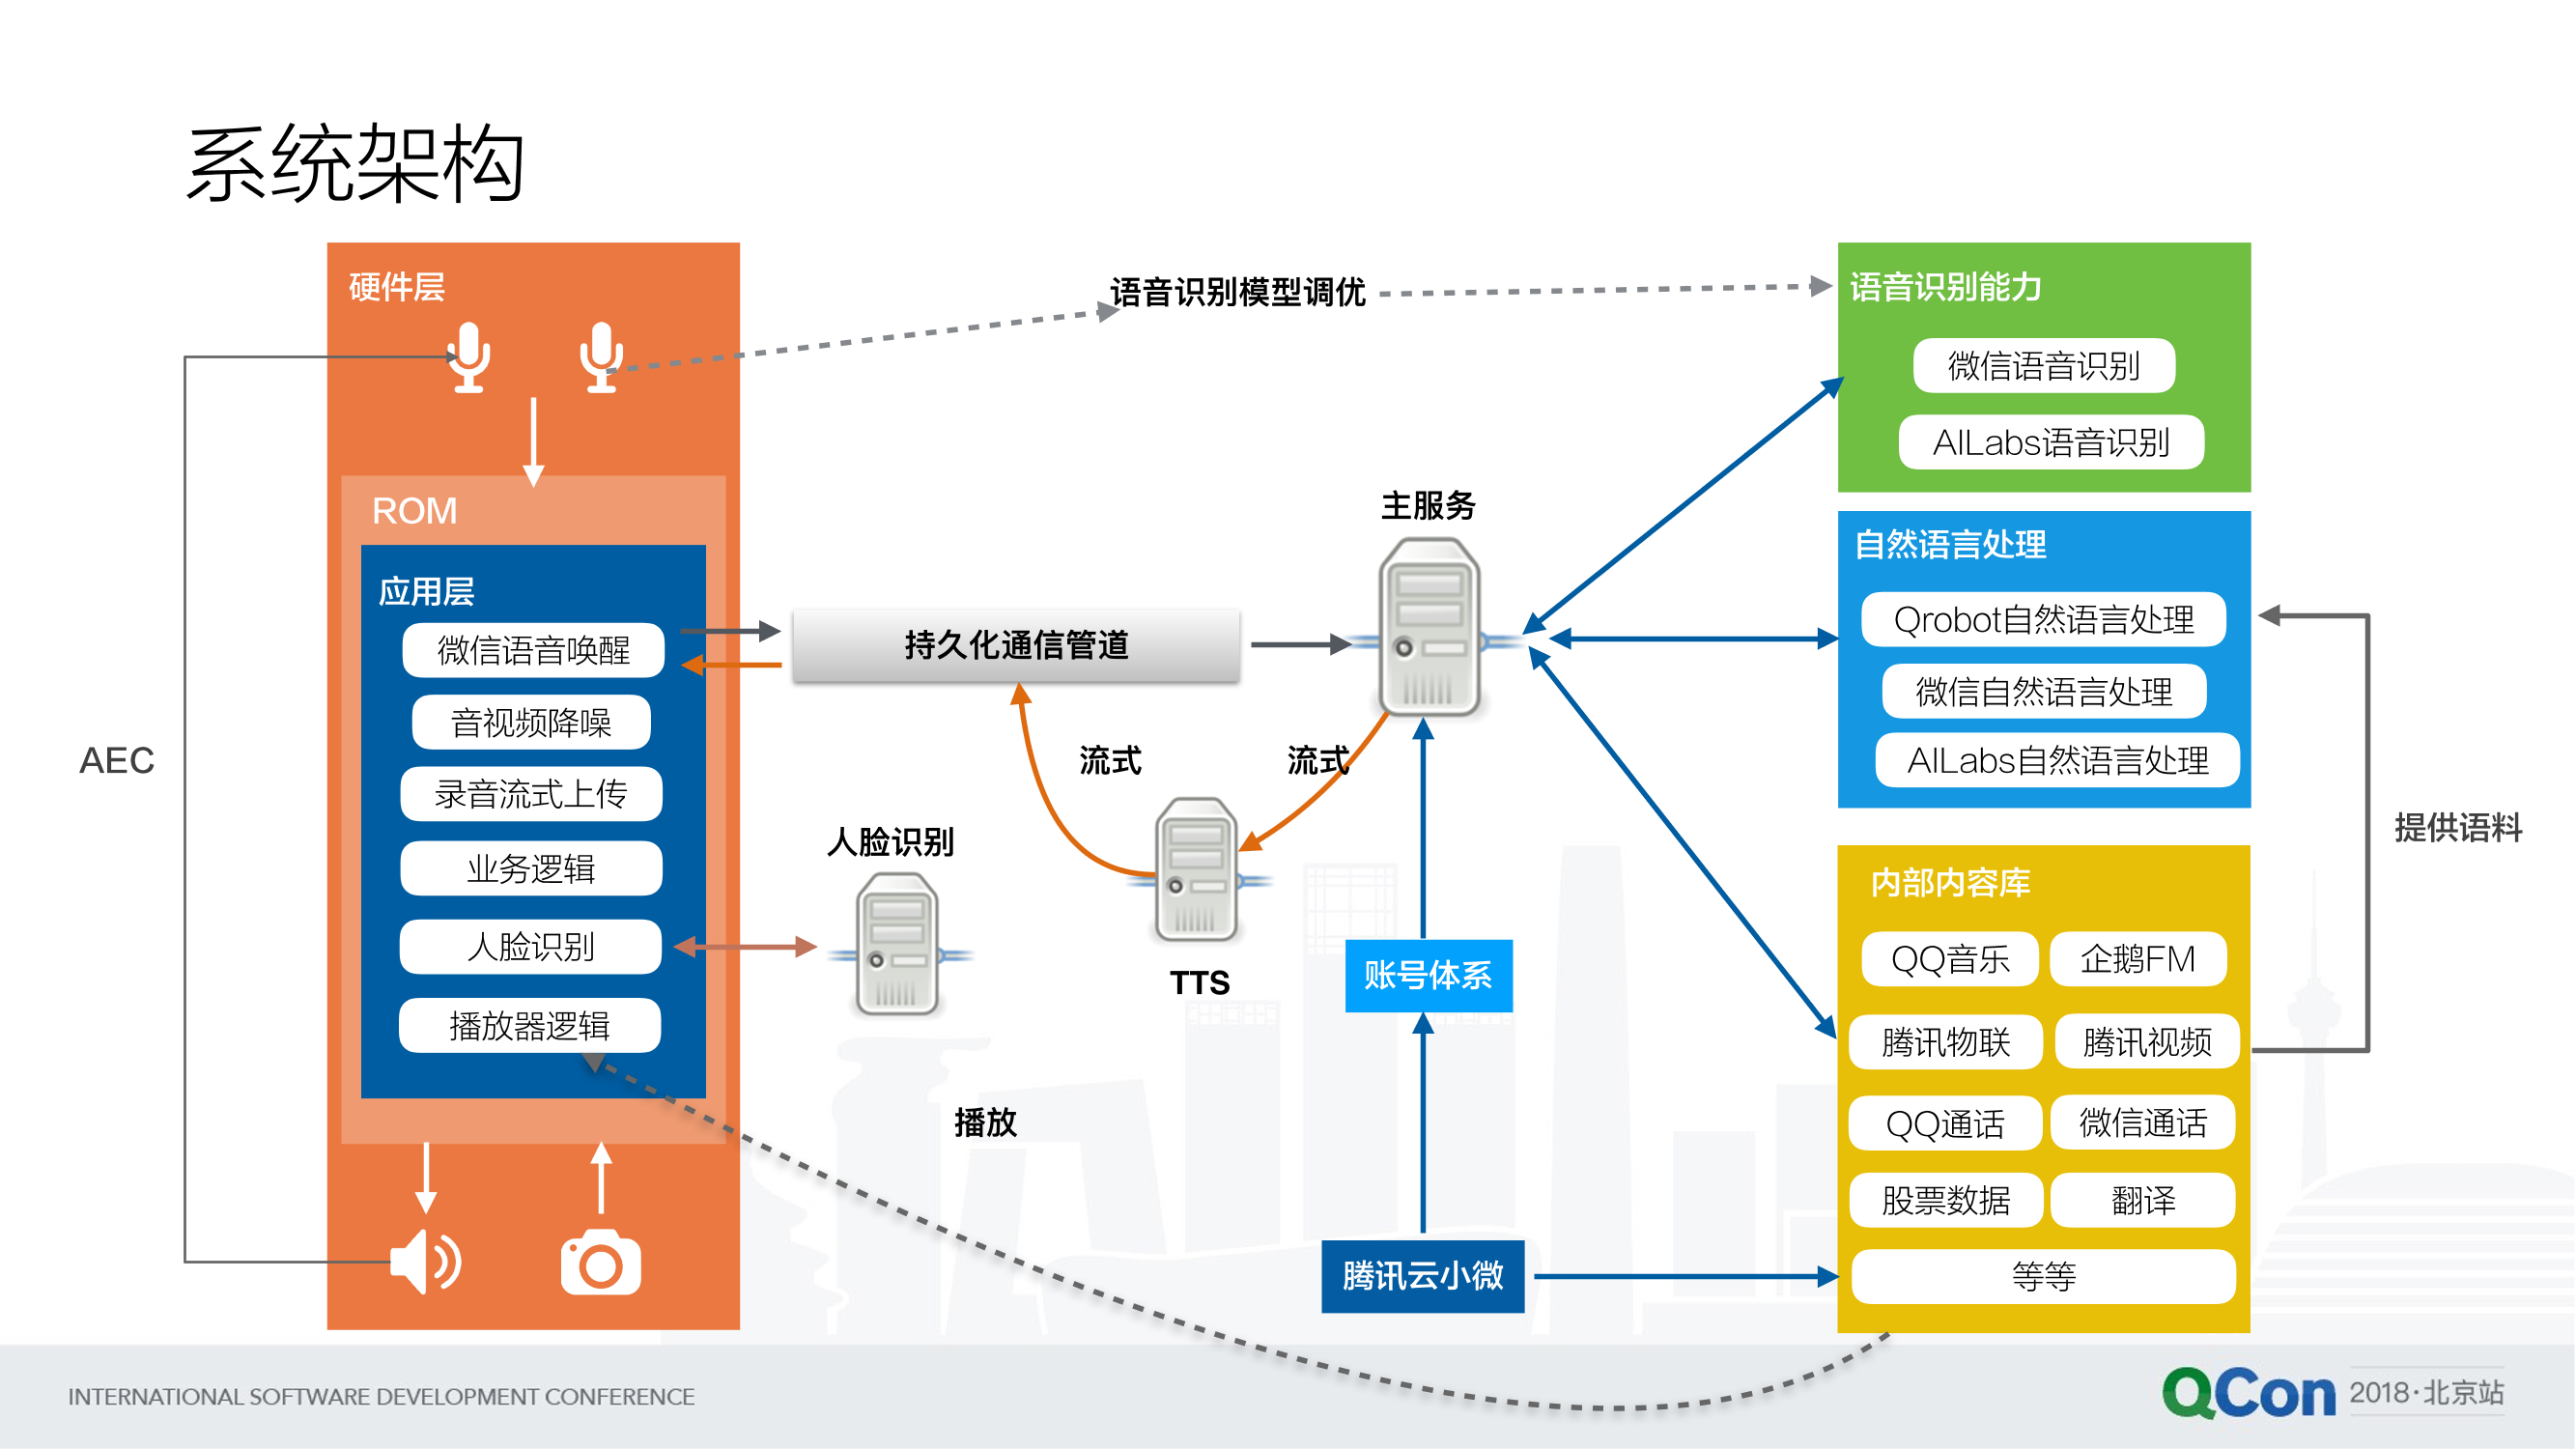 系统架构
硬件层
ROM
应用层
微信语音唤醒
音视频降噪
录音流式上传
业务逻辑
人脸识别
播放器逻辑
AEC
语音识别模型调优
持久化通信管道
主服务
流式
流式
人脸识别
TTS
播放
账号体系
腾讯云小微
语音识别能力
微信语音识别
AILabs语音识别
自然语言处理
Qrobot自然语言处理
微信自然语言处理
AILabs自然语言处理
提供语料
内部内容库
QQ音乐
企鹅FM
腾讯物联
腾讯视频
QQ通话
微信通话
股票数据
翻译
等等
INTERNATIONAL SOFTWARE DEVELOPMENT CONFERENCE
QCon 2018·北京站